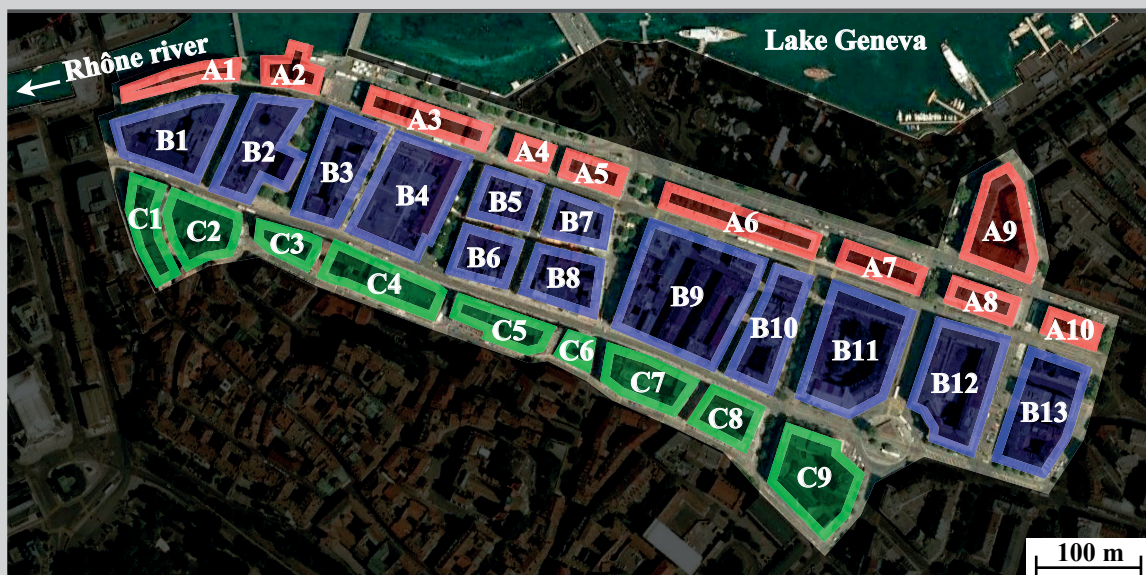 Rhône river
Lake Geneva
A1
A2
A3
A4
A5
A6
A7
A8
A9
A10
B1
B2
B3
B4
B5
B6
B7
B8
B9
B10
B11
B12
B13
C1
C2
C3
C4
C5
C6
C7
C8
C9
100 m